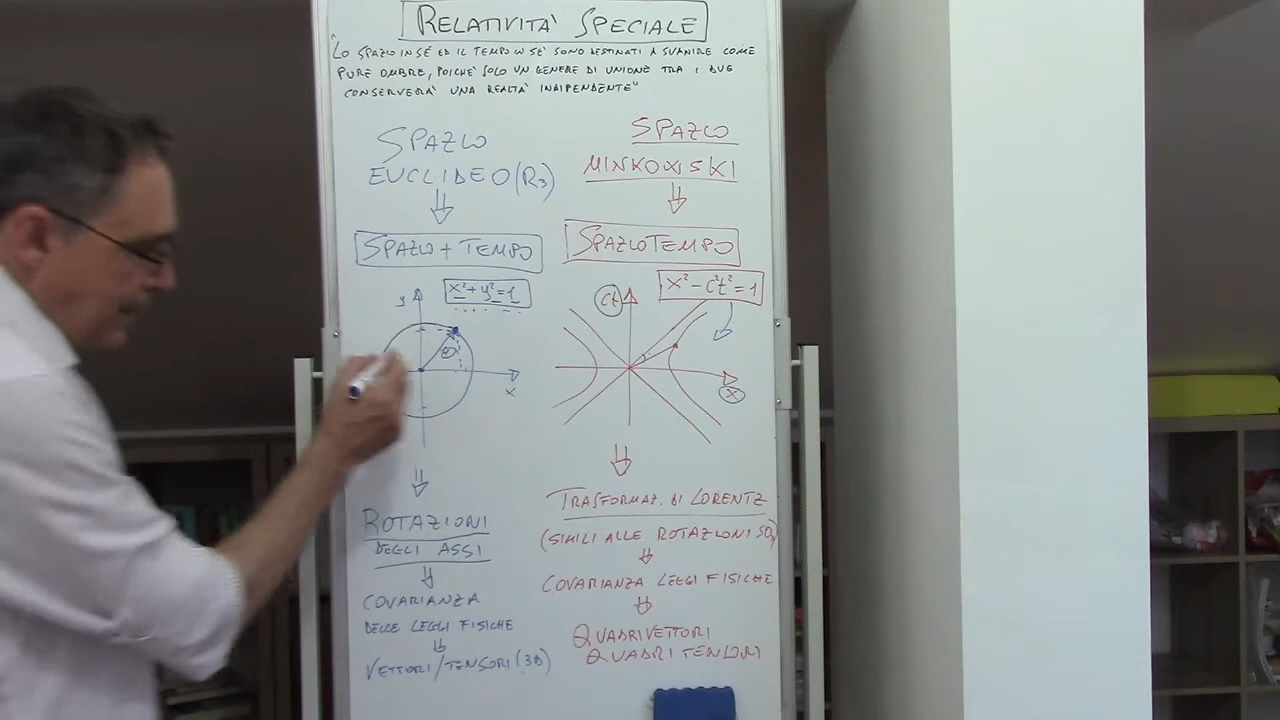 RELATIVITA' SPECIALE
"LO SPAZIO IN SÉ ED IL TEMPO IN SE' SONO DESTINATI A SVANIRE COME
PURE OMBRE, POICHE' SOLO UN GENERE DI UNIONE TRA I DUE
CONSERVERA' UNA REALTA' INDIPENDENTE"
SPAZIO
EUCLIDEO (R3)
SPAZIO + TEMPO
x²+y²=1
y
x
ROTAZIONI
DEGLI ASSI
COVARIANZA
DELLE LEGGI FISICHE
VETTORI/TENSORI (3D)
SPAZIO
MINKOWSKI
SPAZIOTEMPO
x²-c²t²=1
ct
x
TRASFORMAZ. DI LORENTZ
(SIMILI ALLE ROTAZIONI SO3)
COVARIANZA LEGGI FISICHE
QUADRIVETTORI
QUADRITENSORI